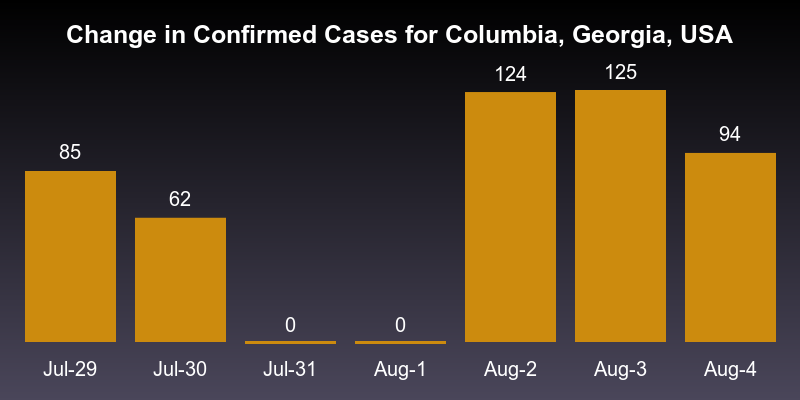 Change in Confirmed Cases for Columbia, Georgia, USA
85
62
0
0
124
125
94
Jul-29
Jul-30
Jul-31
Aug-1
Aug-2
Aug-3
Aug-4